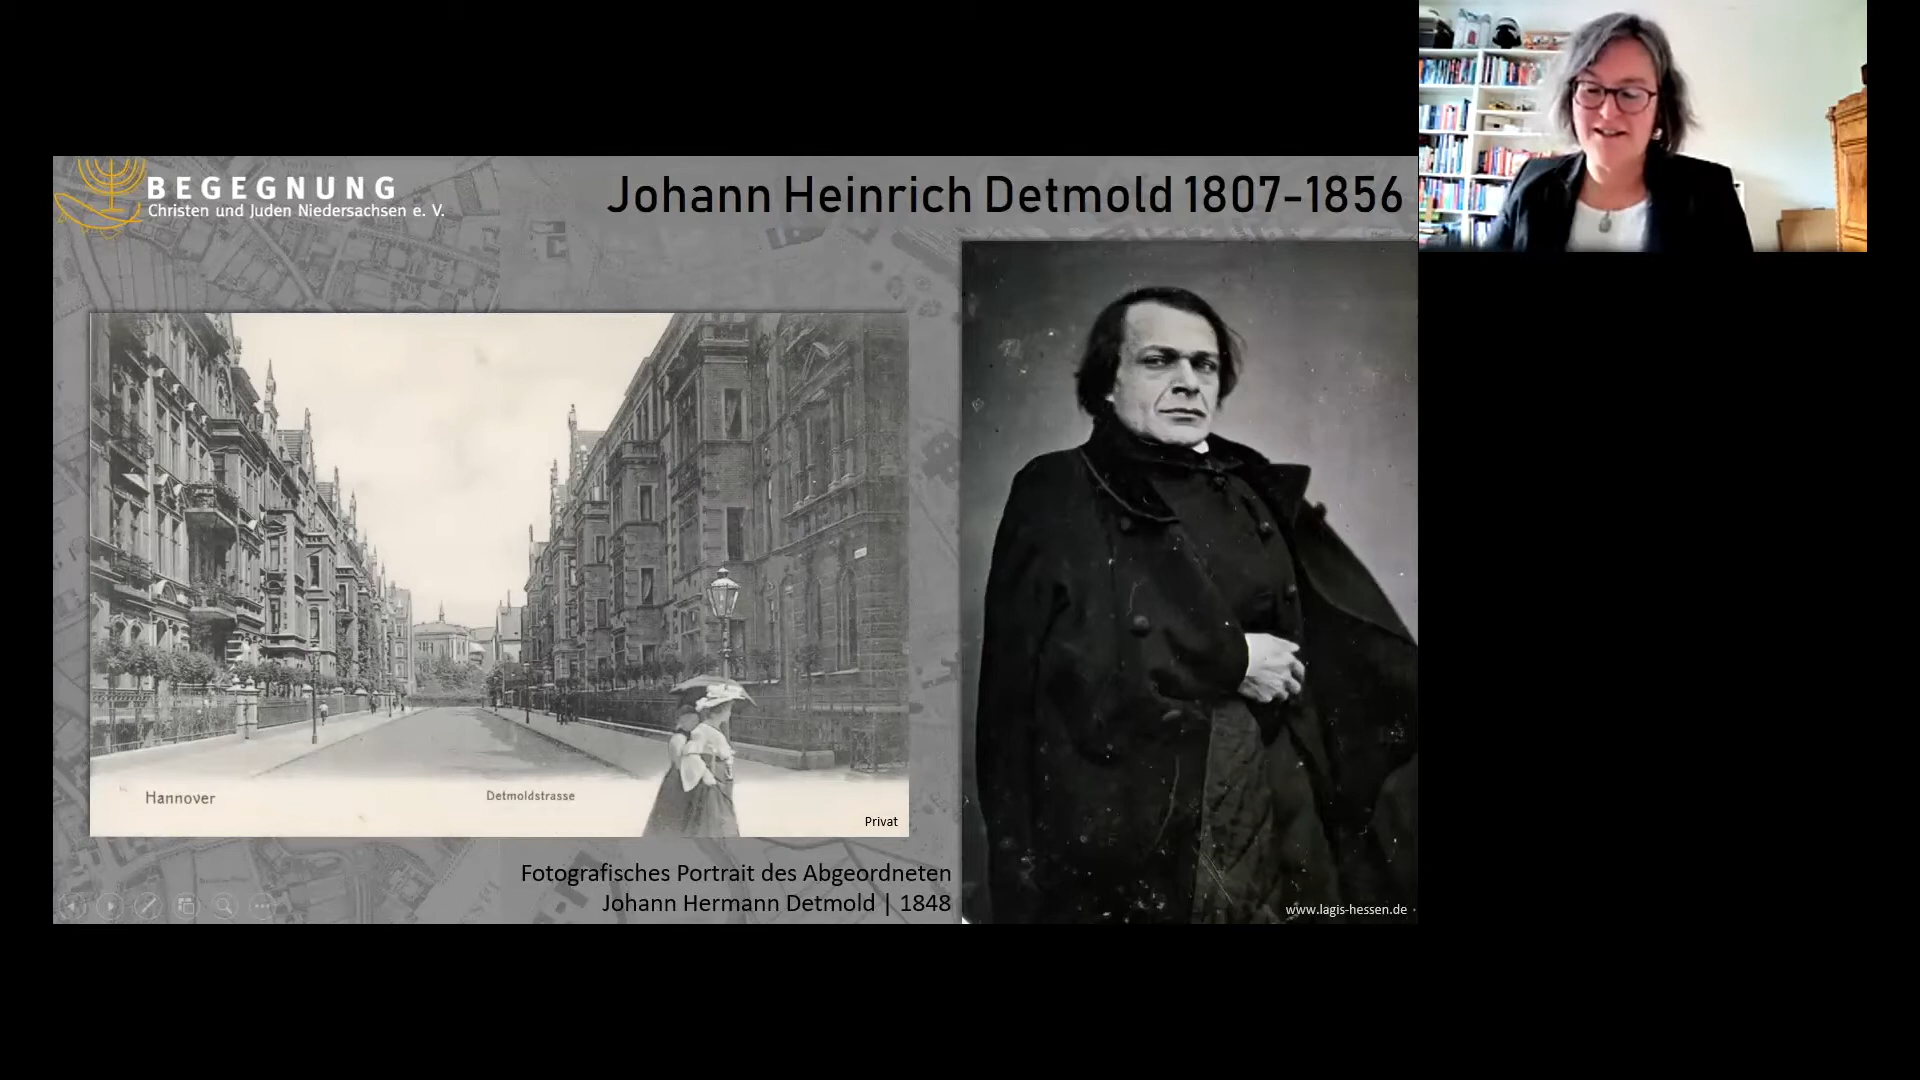 BEGEGNUNG
Christen und Juden Niedersachsen e. V.
Johann Heinrich Detmold 1807-1856
Hannover
Detmoldstrasse
Privat
Fotografisches Portrait des Abgeordneten
Johann Hermann Detmold | 1848
www.lagis-hessen.de